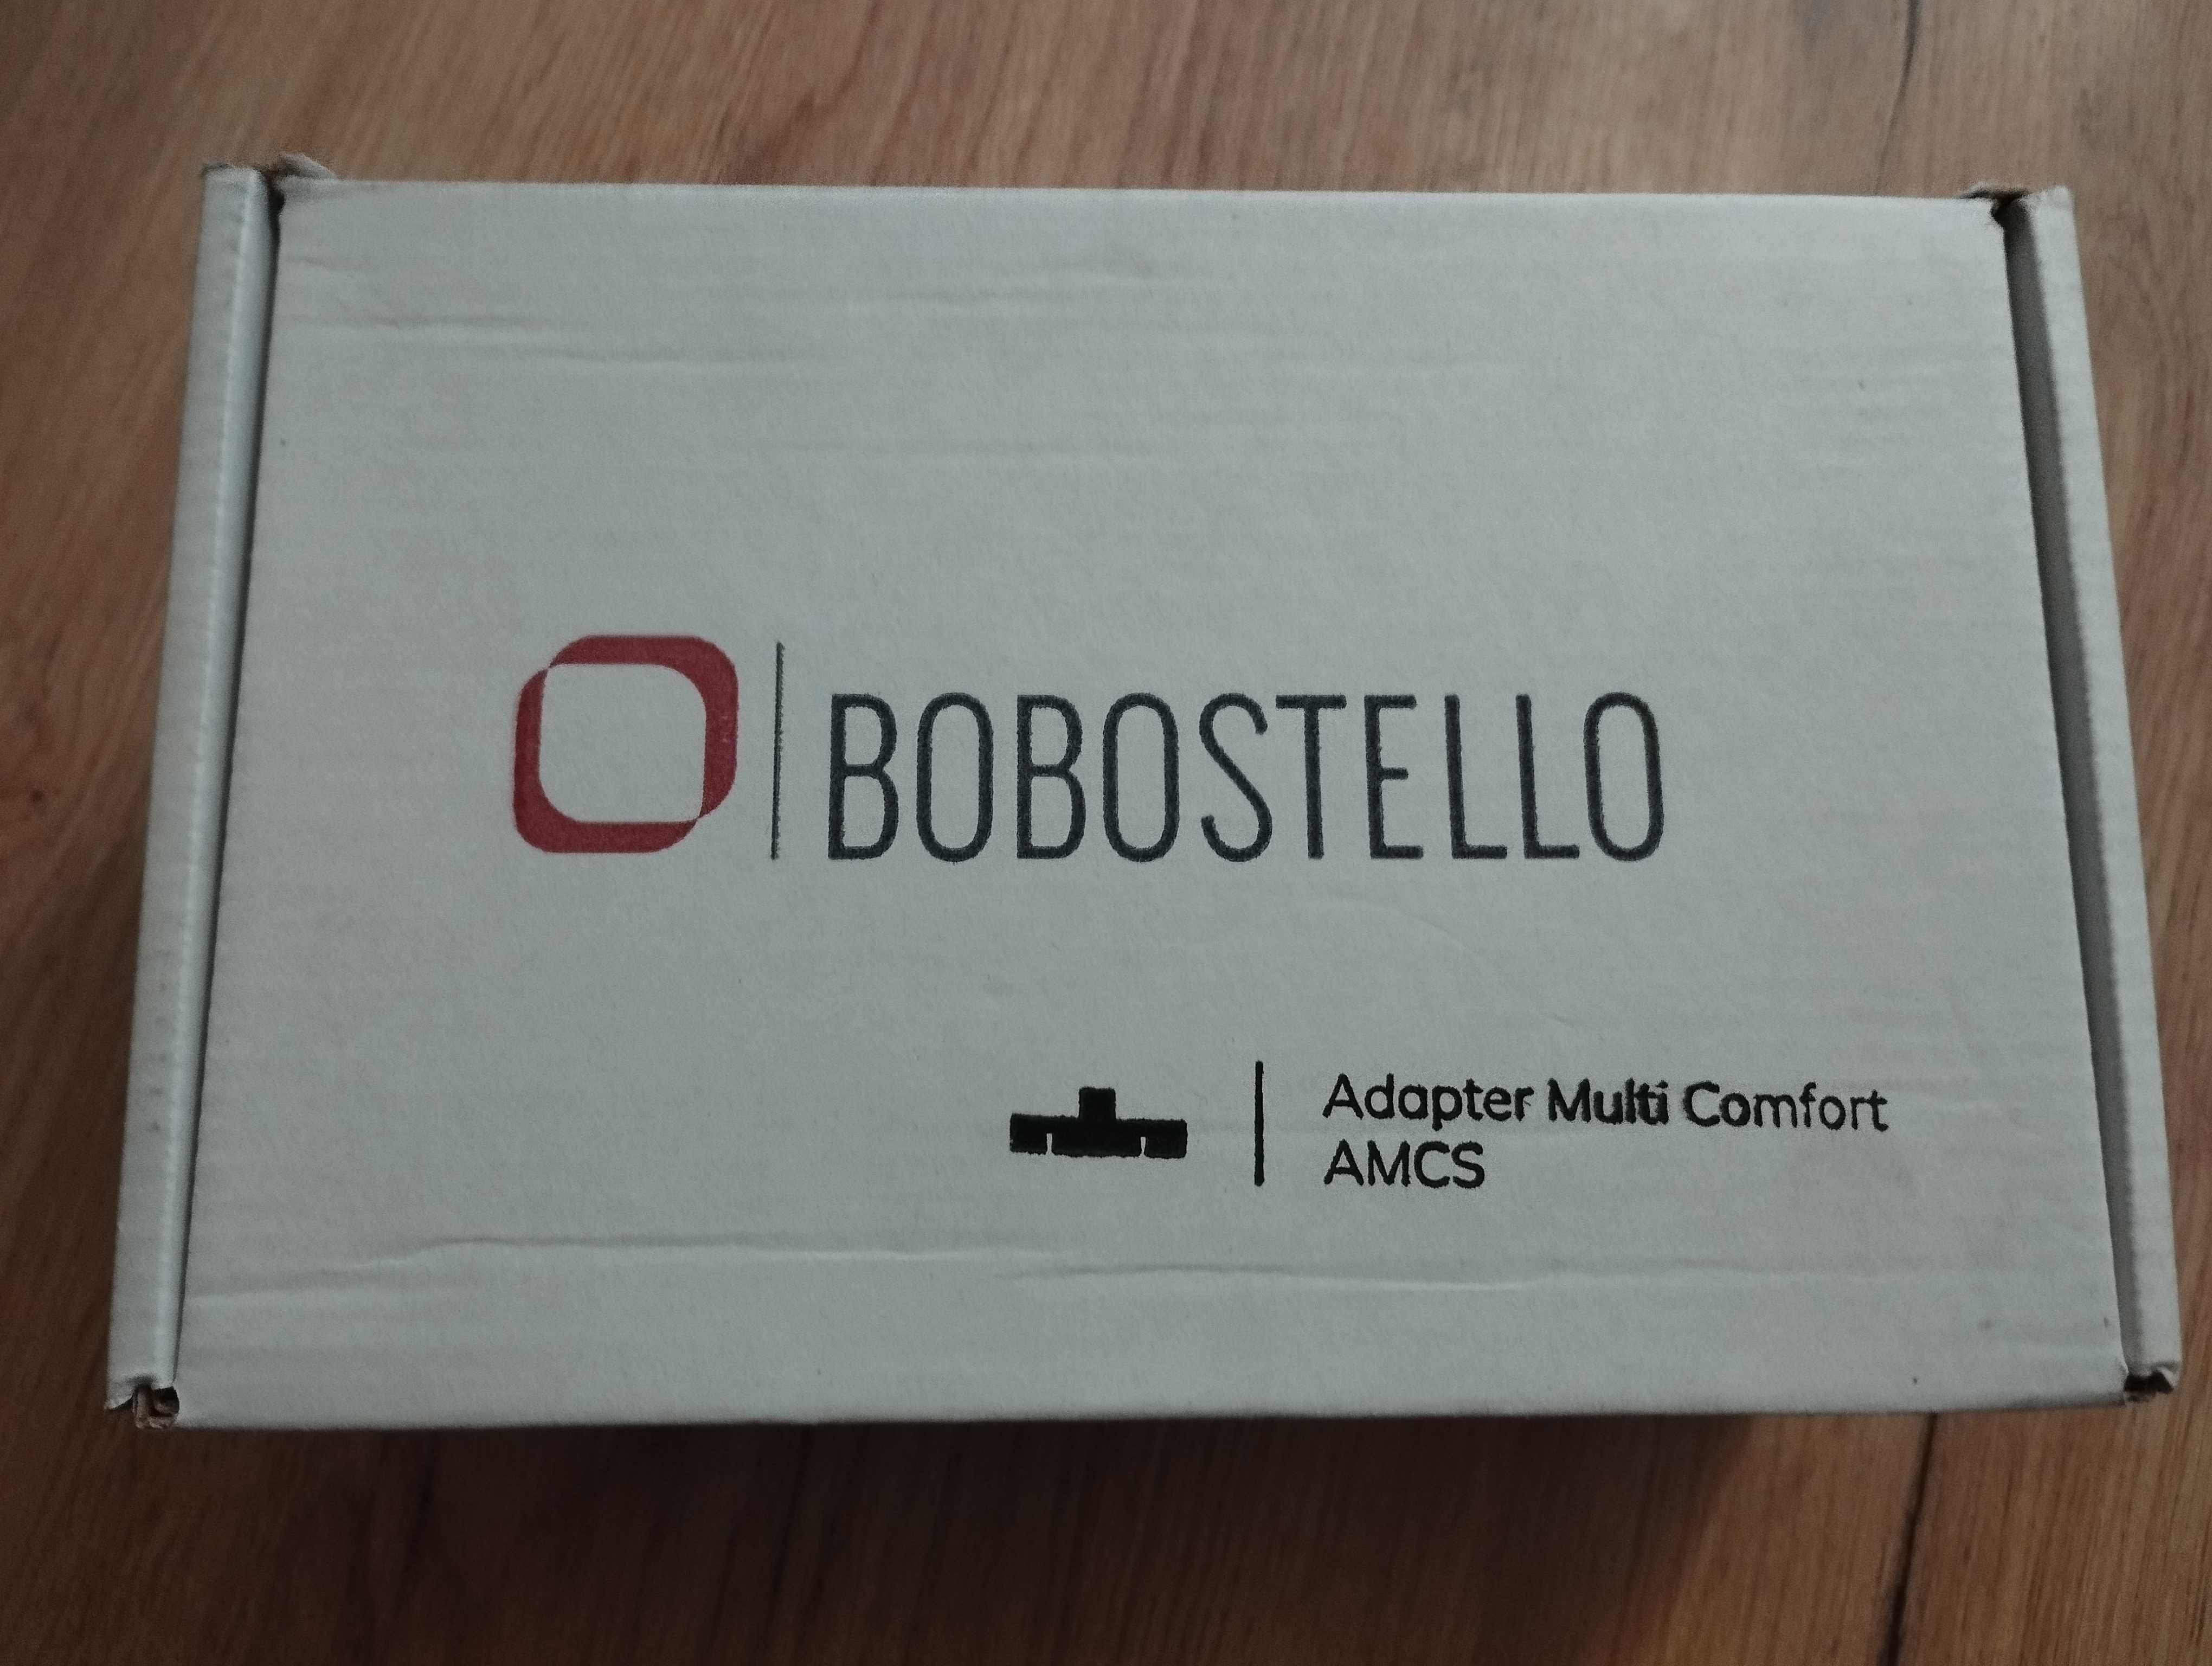 BOBOSTELLO
Adapter Multi Comfort
AMCS